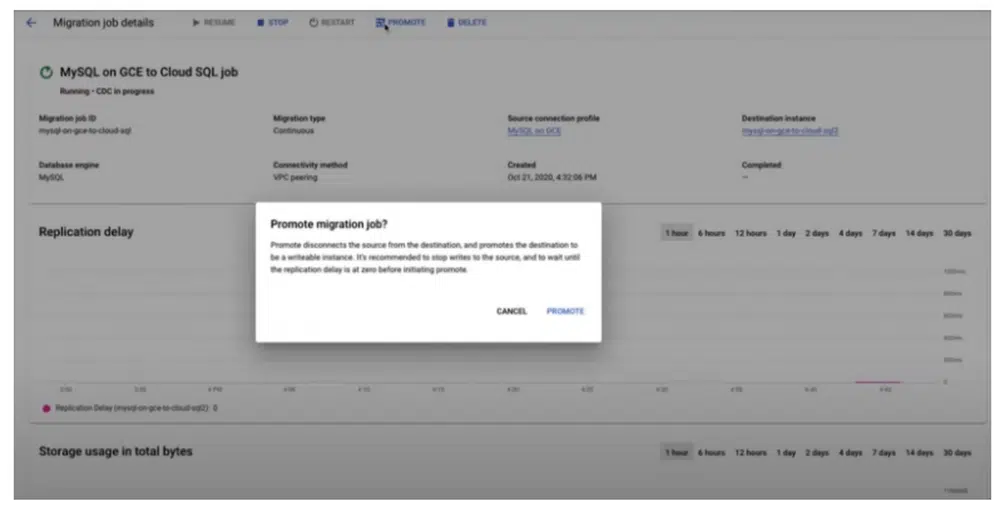 Migration job details
RESUME
STOP
RESTART
PROMOTE
DELETE
MySQL on GCE to Cloud SQL job
Running • CDC in progress
Migration job ID
mysql-on-gce-to-cloud-sql
Migration type
Continuous
Source connection profile
MySQL on GCE
Destination instance
mysql-on-gce-to-cloud-sql2
Database engine
MySQL
Connectivity method
VPC peering
Created
Oct 21, 2020, 4:32:06 PM
Completed
–
Replication delay
1 hour 6 hours 12 hours 1 day 2 days 4 days 7 days 14 days 30 days
Promote migration job?
Promote disconnects the source from the destination, and promotes the destination to
be a writeable instance. It's recommended to stop writes to the source, and to wait until
the replication delay is at zero before initiating promote.
CANCEL
PROMOTE
0
4 PM
Replication Delay (mysql-on-gce-to-cloud-sql2): 0
Storage usage in total bytes
1 hour 6 hours 12 hours 1 day 2 days 4 days 7 days 14 days 30 days